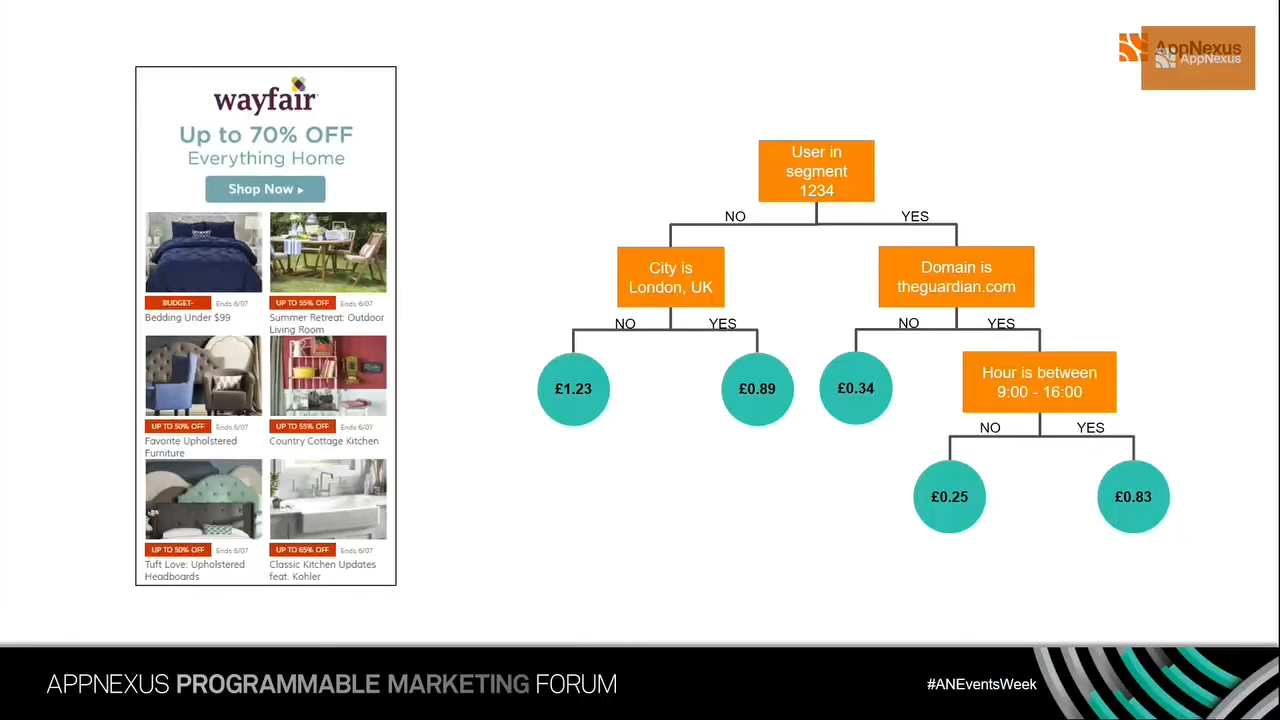 AppNexus
AppNexus
wayfair
Up to 70% OFF
Everything Home
Shop Now ▸
BUDGET-
Ends 6/07
Bedding Under $99
UP TO 55% OFF
Ends 6/07
Summer Retreat: Outdoor
Living Room
UP TO 50% OFF
Ends 6/07
Favorite Upholstered
Furniture
UP TO 55% OFF
Ends 6/07
Country Cottage Kitchen
UP TO 50% OFF
Ends 6/07
Tuft Love: Upholstered
Headboards
UP TO 65% OFF
Ends 6/07
Classic Kitchen Updates
feat. Kohler
User in
segment
1234
NO
YES
City is
London, UK
Domain is
theguardian.com
NO
YES
NO
YES
£1.23
£0.89
£0.34
Hour is between
9:00 - 16:00
NO
YES
£0.25
£0.83
APPNEXUS PROGRAMMABLE MARKETING FORUM
#ANEventsWeek